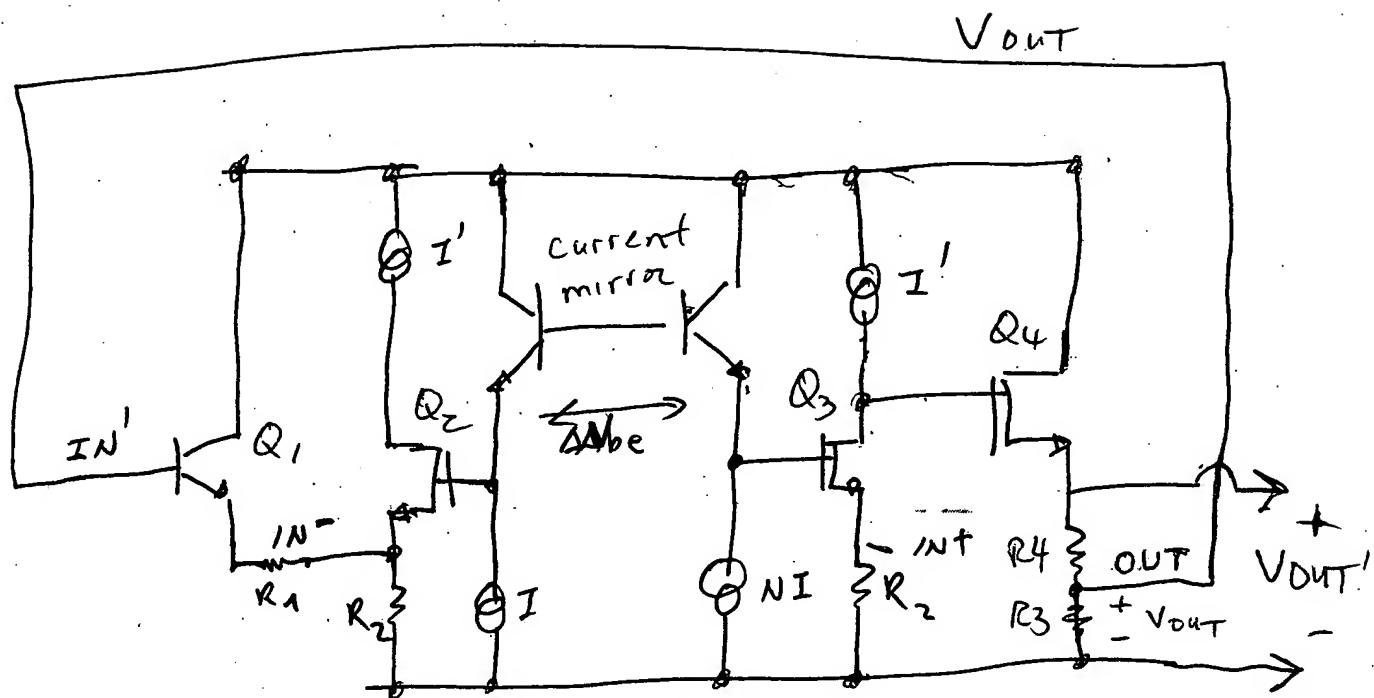 VOUT
I'
current
mirror
I'
Q4
Q2
Q3
IN'
Q1
ΔVbe
IN-
IN+
R4
OUT
VOUT'
+
R1
R2
I
NI
R2
R3
+
VOUT
-
-